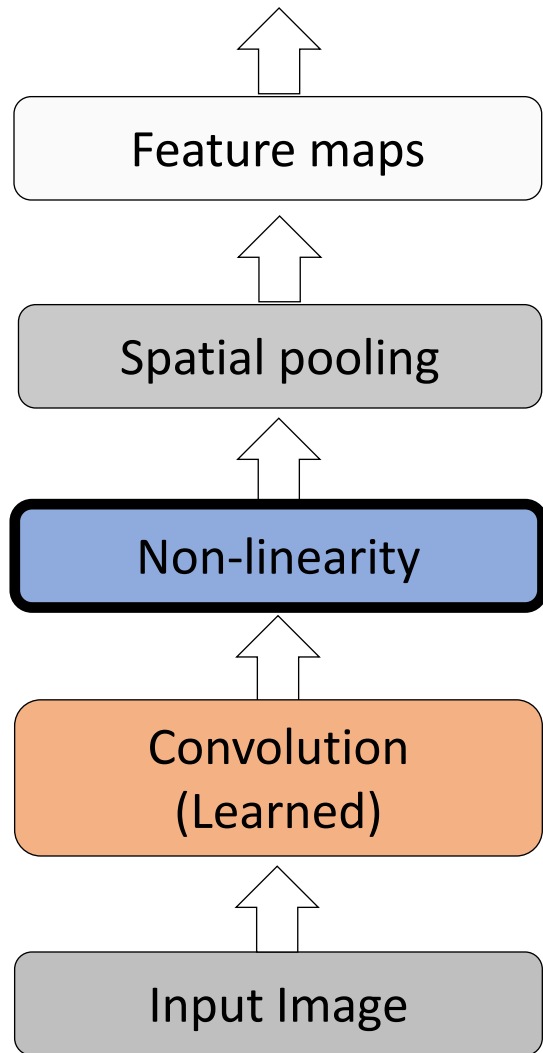 Feature maps
Spatial pooling
Non-linearity
Convolution
(Learned)
Input Image